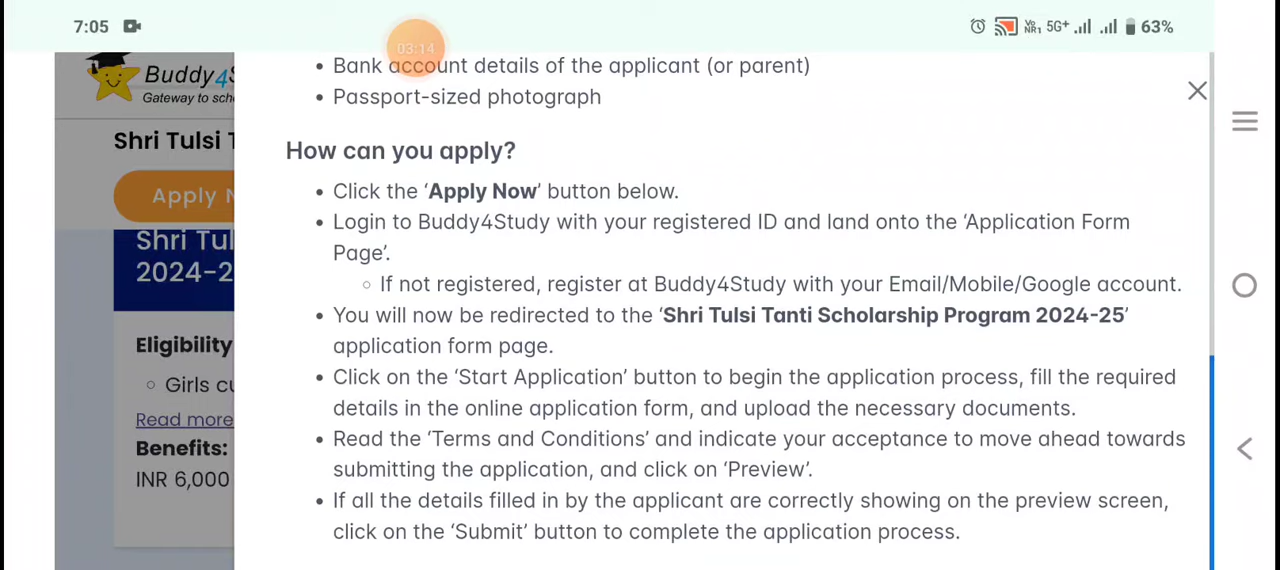 7:05
03:14
Vo NR1 5G+ 63%
Buddy4S
Gateway to sch
Shri Tulsi T
Apply N
Shri Tul
2024-2
Eligibility
Girls cu
Read more
Benefits:
INR 6,000
• Bank account details of the applicant (or parent)
• Passport-sized photograph
How can you apply?
• Click the ‘Apply Now’ button below.
• Login to Buddy4Study with your registered ID and land onto the ‘Application Form
Page’.
◦ If not registered, register at Buddy4Study with your Email/Mobile/Google account.
• You will now be redirected to the ‘Shri Tulsi Tanti Scholarship Program 2024-25’
application form page.
• Click on the ‘Start Application’ button to begin the application process, fill the required
details in the online application form, and upload the necessary documents.
• Read the ‘Terms and Conditions’ and indicate your acceptance to move ahead towards
submitting the application, and click on ‘Preview’.
• If all the details filled in by the applicant are correctly showing on the preview screen,
click on the ‘Submit’ button to complete the application process.